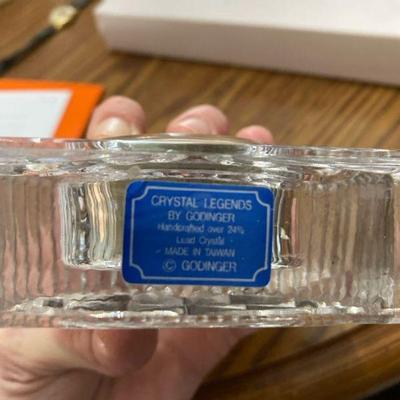 CRYSTAL LEGENDS
BY GODINGER
Handcrafted over 24%
Lead Crystal
MADE IN TAIWAN
© GODINGER